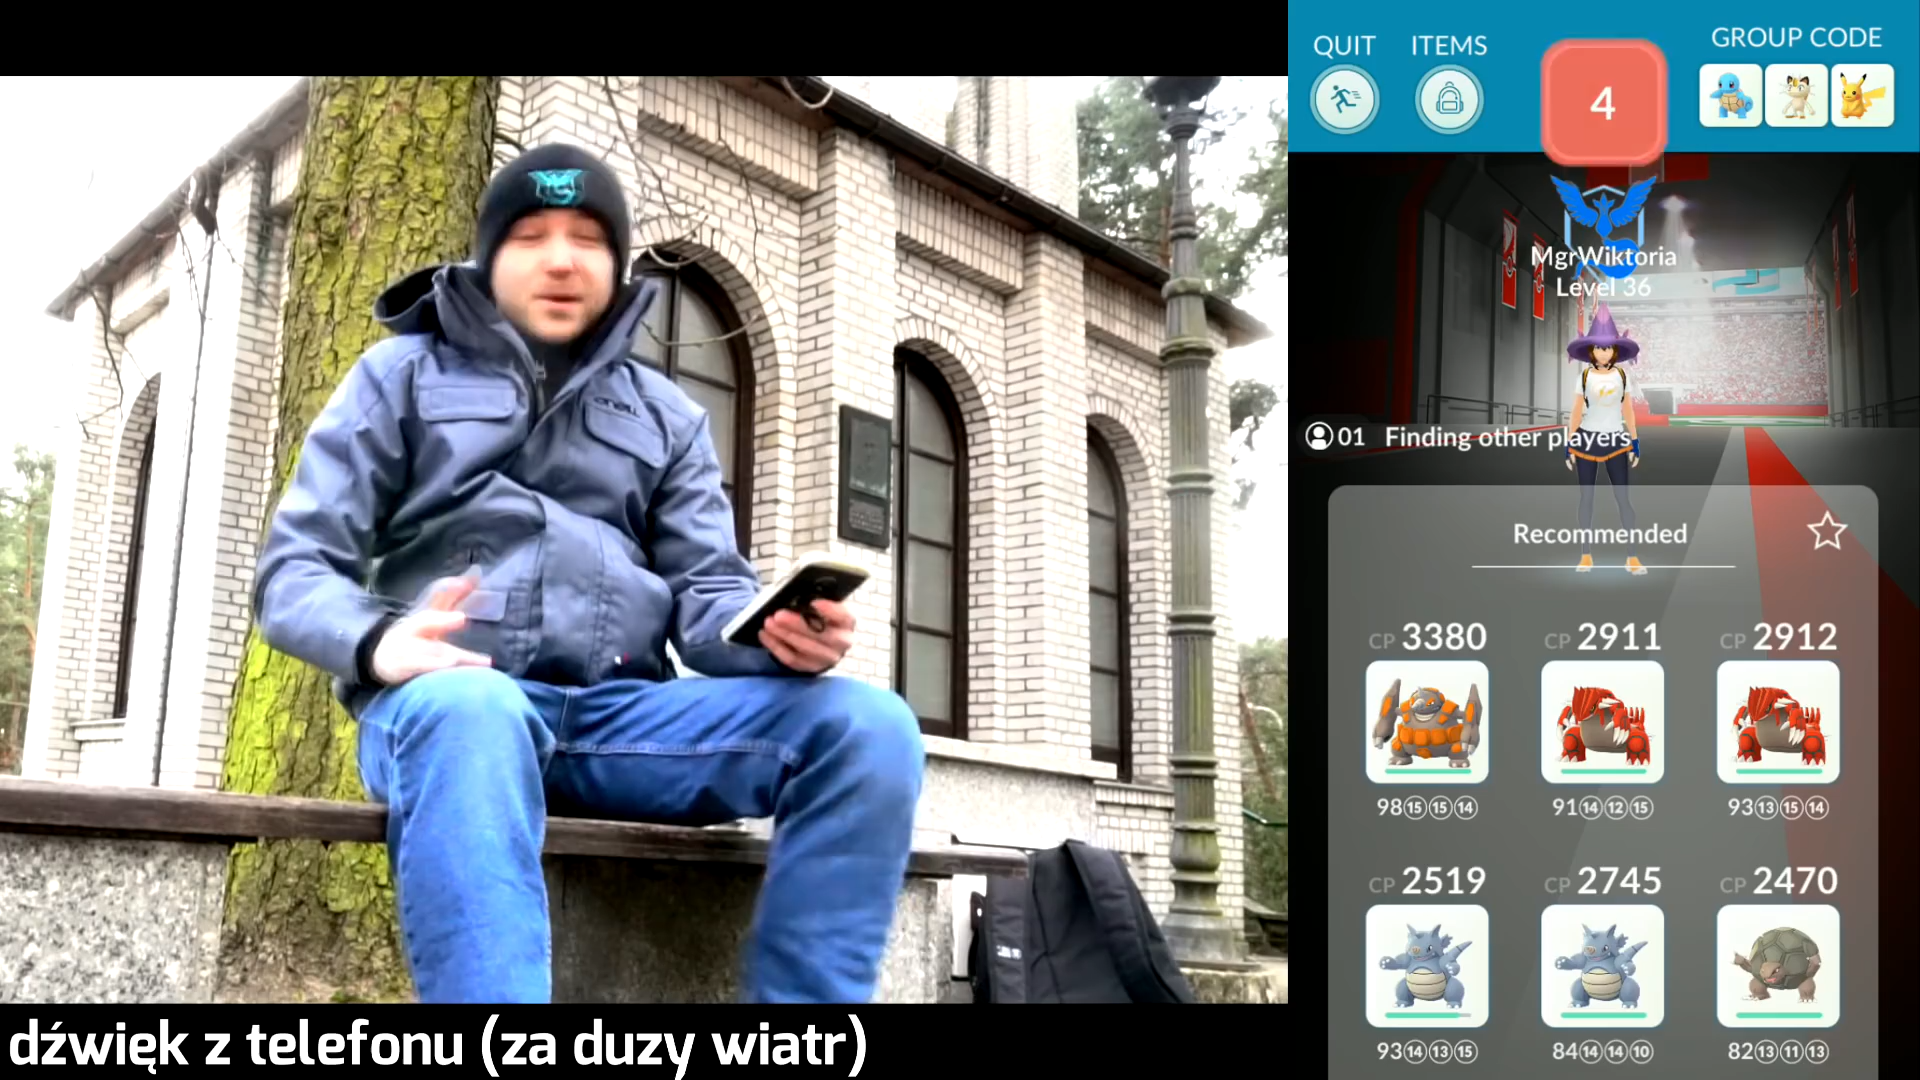 QUIT
ITEMS
4
GROUP CODE
MgrWiktoria
Level 36
01 Finding other players
Recommended
CP 3380
CP 2911
CP 2912
98 15 15 14
91 14 12 15
93 13 15 14
CP 2519
CP 2745
CP 2470
93 14 13 15
84 14 14 10
82 13 11 13
dźwięk z telefonu (za duzy wiatr)